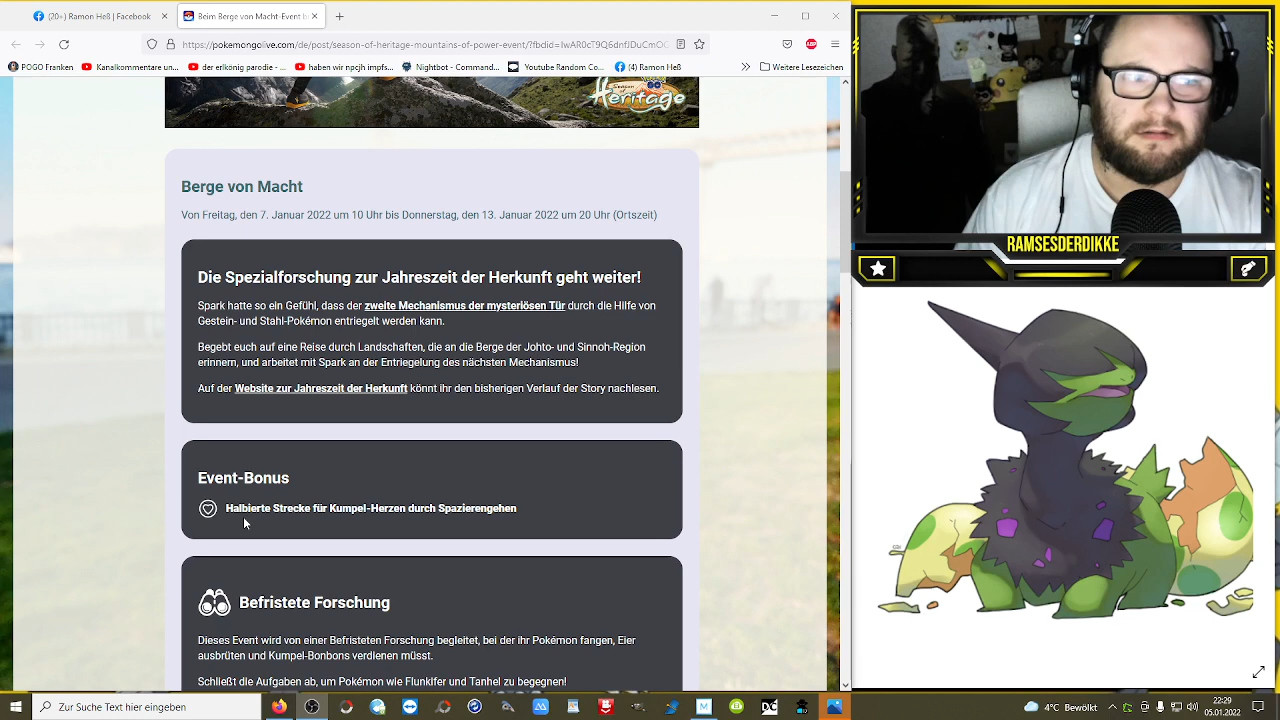 (1) Ramon Heß | Facebook
Beim Berge von Macht-Event
https://pokemongolive.com/de/post/season-of-heritage-mountains-of-power-event/?fbclid=IwAR0
POGO Franken
Kanalkommentare u...
der erlkönig parodie - ...
haben wir npgh jmpfs...
Nightbot - Command...
Youtube Random Co...
(4) Ramon Heß
Weitere Lesezeichen
GO
Heritage
Berge von Macht
Von Freitag, den 7. Januar 2022 um 10 Uhr bis Donnerstag, den 13. Januar 2022 um 20 Uhr (Ortszeit)
Die Spezialforschung zur Jahreszeit der Herkunft geht weiter!
Spark hatte so ein Gefühl, dass der zweite Mechanismus der mysteriösen Tür durch die Hilfe von
Gestein- und Stahl-Pokémon entriegelt werden kann.
Begebt euch auf eine Reise durch Landschaften, die an die Berge der Johto- und Sinnoh-Region
erinnern, und arbeitet mit Spark an der Entriegelung des nächsten Mechanismus!
Auf der Website zur Jahreszeit der Herkunft könnt ihr den bisherigen Verlauf der Story nachlesen.
Event-Bonus
Halbierte Strecke für Kumpel-Herzen durch Spazierengehen
Befristete Forschung
Dieses Event wird von einer Befristeten Forschung begleitet, bei der ihr Pokémon fangen, Eier
ausbrüten und Kumpel-Bonbons verdienen müsst.
Schließt die Aufgaben ab, um Pokémon wie Flunkifer und Tanhel zu begegnen!
RAMSESDERDIKKE
Zur Suche Text hier eingeben
4°C
22:29
05.01.2022